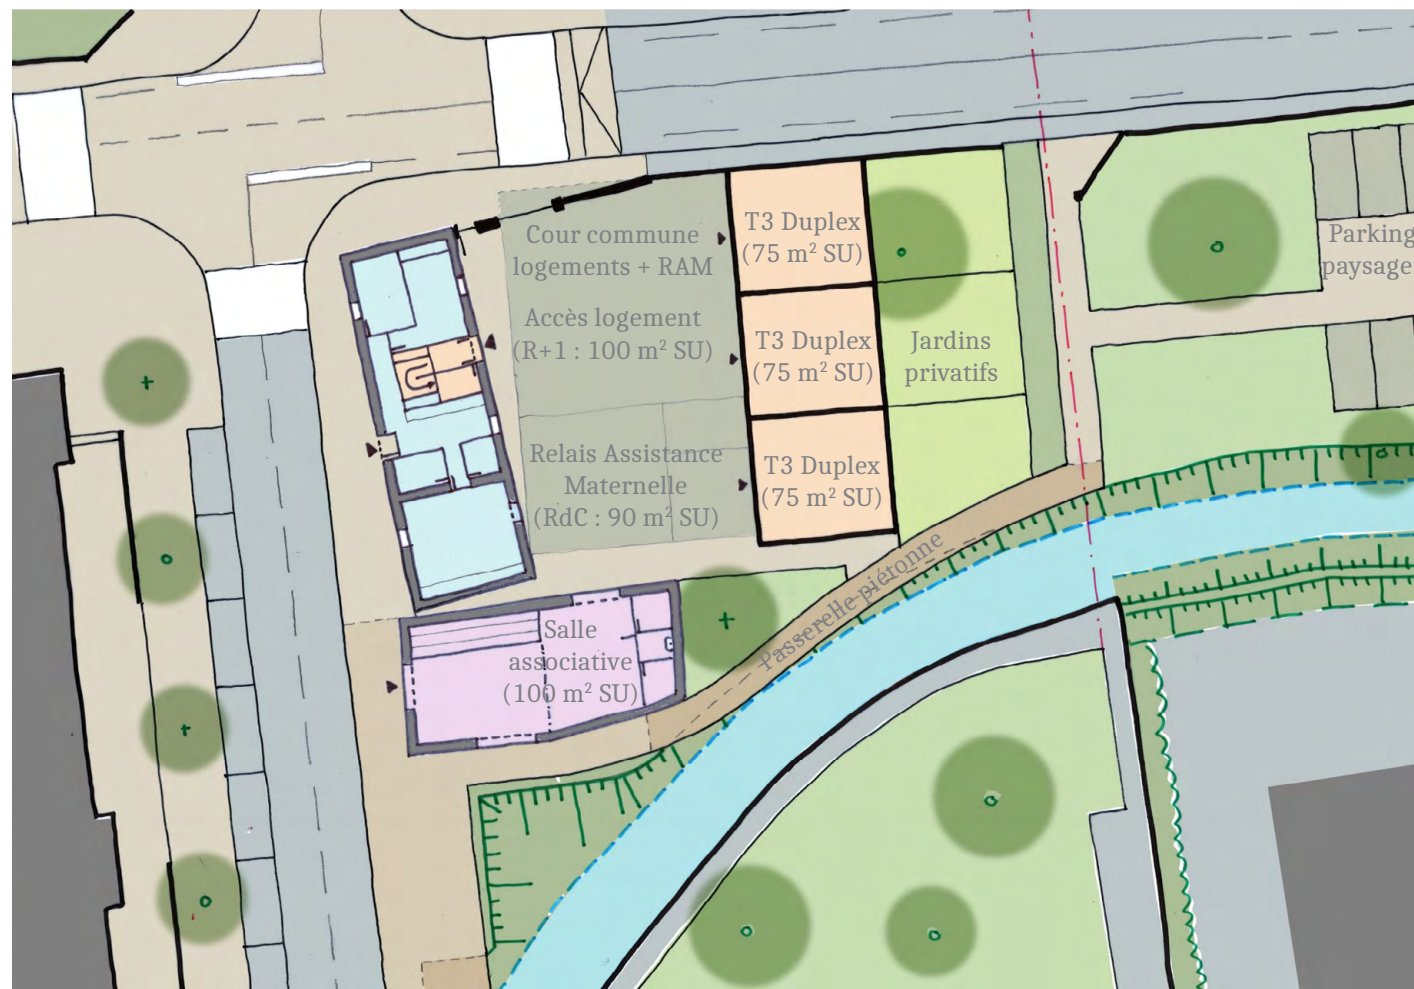 Cour commune
logements + RAM
Accès logement
(R+1 : 100 m² SU)
Relais Assistance
Maternelle
(RdC : 90 m² SU)
T3 Duplex
(75 m² SU)
T3 Duplex
(75 m² SU)
T3 Duplex
(75 m² SU)
Jardins
privatifs
Parking
paysage
Salle
associative
(100 m² SU)
Passerelle piétonne